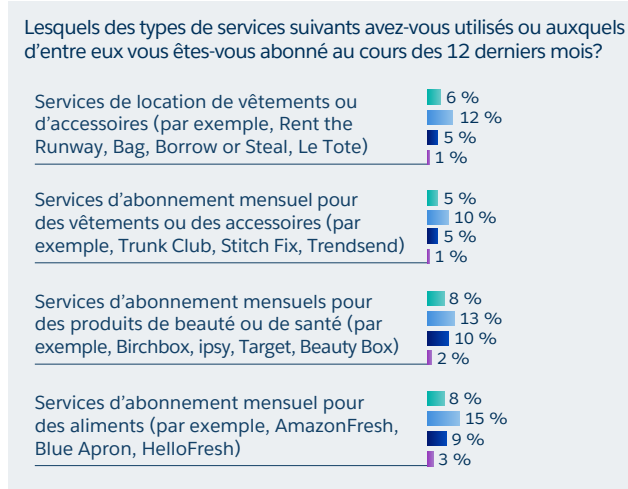 Lesquels des types de services suivants avez-vous utilisés ou auxquels
d'entre eux vous êtes-vous abonné au cours des 12 derniers mois?
Services de location de vêtements ou
d'accessoires (par exemple, Rent the
Runway, Bag, Borrow or Steal, Le Tote)
6 %
12 %
5 %
1 %
Services d'abonnement mensuel pour
des vêtements ou des accessoires (par
exemple, Trunk Club, Stitch Fix, Trendsend)
5 %
10 %
5 %
1 %
Services d'abonnement mensuels pour
des produits de beauté ou de santé (par
exemple, Birchbox, ipsy, Target, Beauty Box)
8 %
13 %
10 %
2 %
Services d'abonnement mensuel pour
des aliments (par exemple, AmazonFresh,
Blue Apron, HelloFresh)
8 %
15 %
9 %
3 %